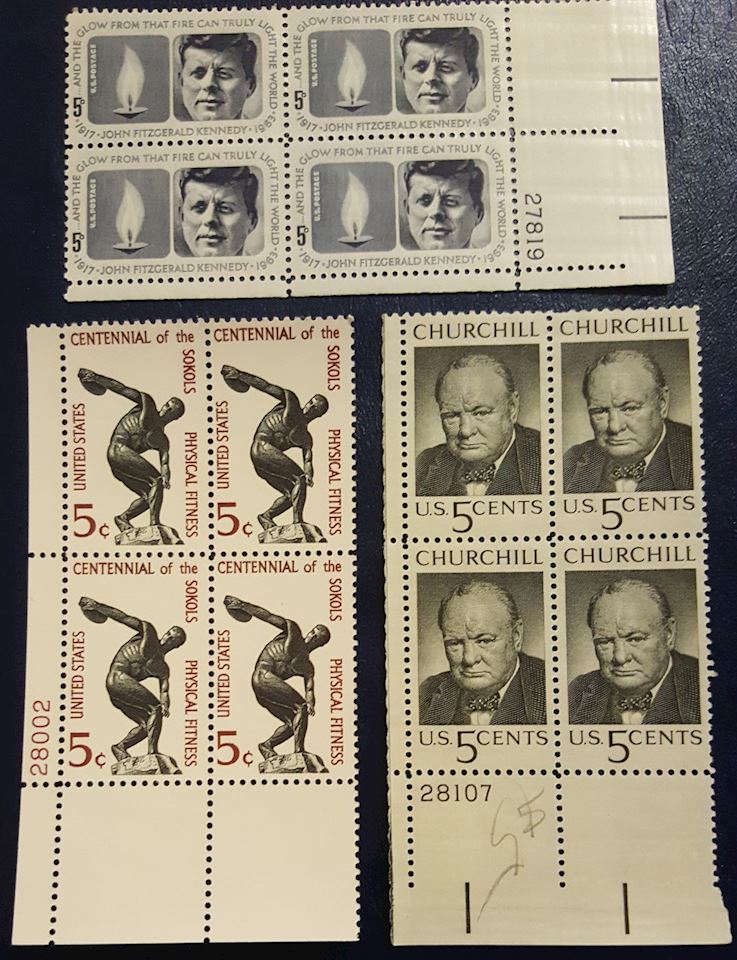 ...AND THE GLOW FROM THAT FIRE CAN TRULY LIGHT THE WORLD.
U.S. POSTAGE
5c
1917 • JOHN FITZGERALD KENNEDY • 1963
...AND THE GLOW FROM THAT FIRE CAN TRULY LIGHT THE WORLD.
U.S. POSTAGE
5c
1917 • JOHN FITZGERALD KENNEDY • 1963
...AND THE GLOW FROM THAT FIRE CAN TRULY LIGHT THE WORLD.
U.S. POSTAGE
5c
1917 • JOHN FITZGERALD KENNEDY • 1963
...AND THE GLOW FROM THAT FIRE CAN TRULY LIGHT THE WORLD.
U.S. POSTAGE
5c
1917 • JOHN FITZGERALD KENNEDY • 1963
27819
CENTENNIAL of the SOKOLS
PHYSICAL FITNESS
UNITED STATES
5¢
CENTENNIAL of the SOKOLS
PHYSICAL FITNESS
UNITED STATES
5¢
CENTENNIAL of the SOKOLS
PHYSICAL FITNESS
UNITED STATES
5¢
CENTENNIAL of the SOKOLS
PHYSICAL FITNESS
UNITED STATES
5¢
28002
CHURCHILL
U.S. 5 CENTS
CHURCHILL
U.S. 5 CENTS
CHURCHILL
U.S. 5 CENTS
CHURCHILL
U.S. 5 CENTS
28107